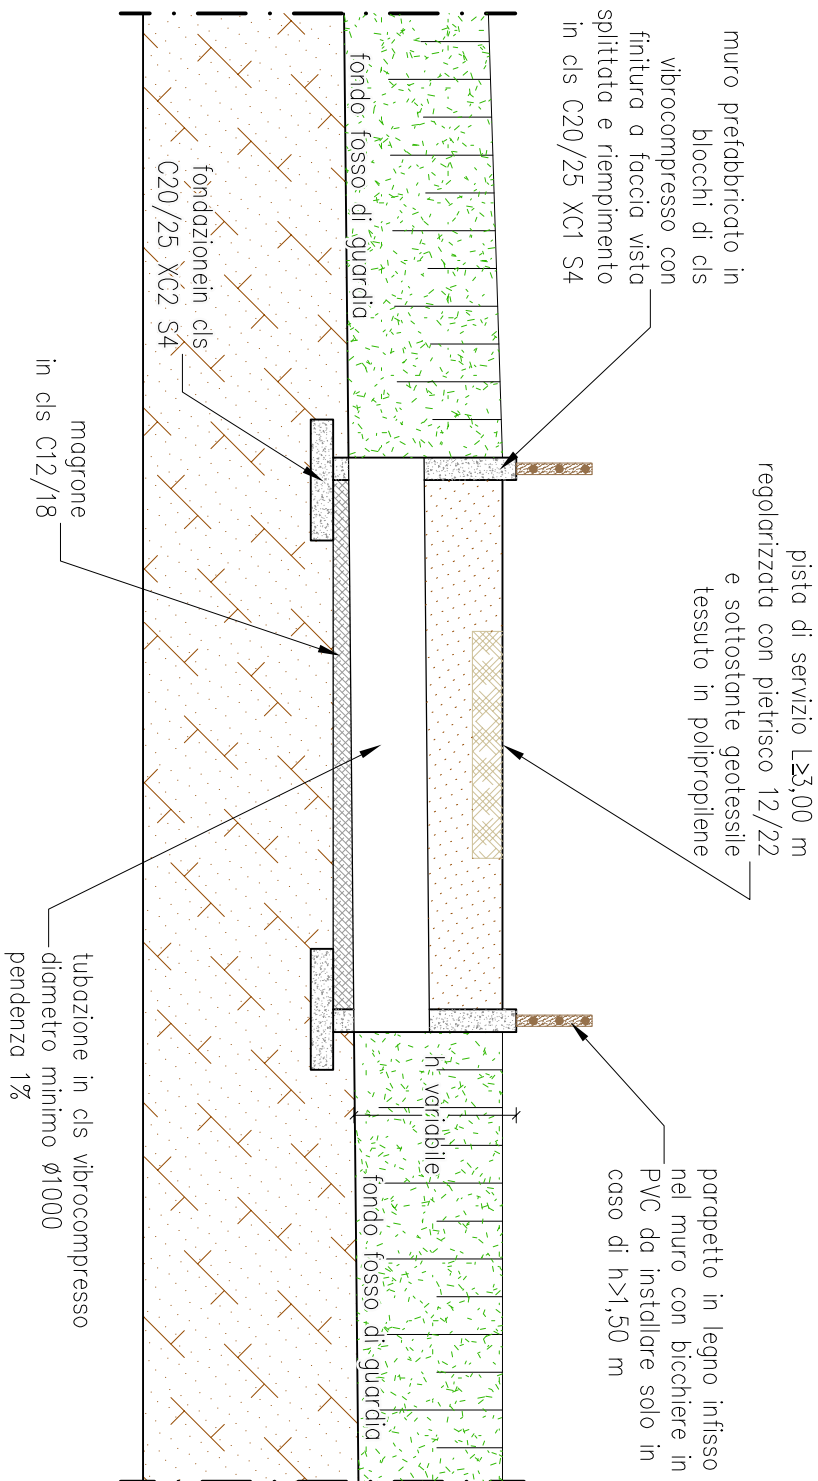 muro prefabbricato in
blocchi di cls
vibrocompresso con
finitura a faccia vista
splittata e riempimento
in cls C20/25 XC1 S4
pista di servizio L≥3,00 m
regolarizzata con pietrisco 12/22
e sottostante geotessile
tessuto in polipropilene
parapetto in legno infisso
nel muro con bicchiere in
PVC da installare solo in
caso di h>1,50 m
fondo fosso di guardia
h variabile
fondo fosso di guardia
fondazionein cls
C20/25 XC2 S4
magrone
in cls C12/18
tubazione in cls vibrocompresso
diametro minimo Ø1000
pendenza 1%